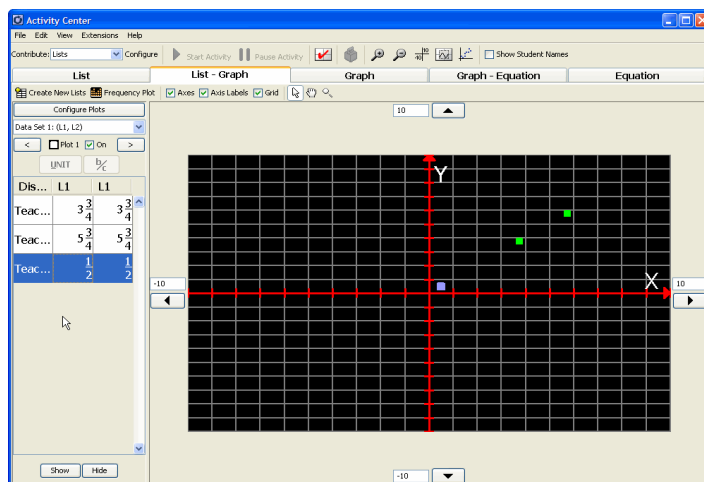 Activity Center
File Edit View Extensions Help
Contribute: Lists Configure Start Activity Pause Activity Show Student Names
List List - Graph Graph Graph - Equation Equation
Create New Lists Frequency Plot Axes Axis Labels Grid
Configure Plots
10
Data Set 1: (L1, L2)
< Plot 1 On >
UNIT b/c
Dis... L1 L1
Teac... 3 3/4 3 3/4
Teac... 5 3/4 5 3/4
Teac... 1/2 1/2
Y
X
-10
10
Show Hide
-10